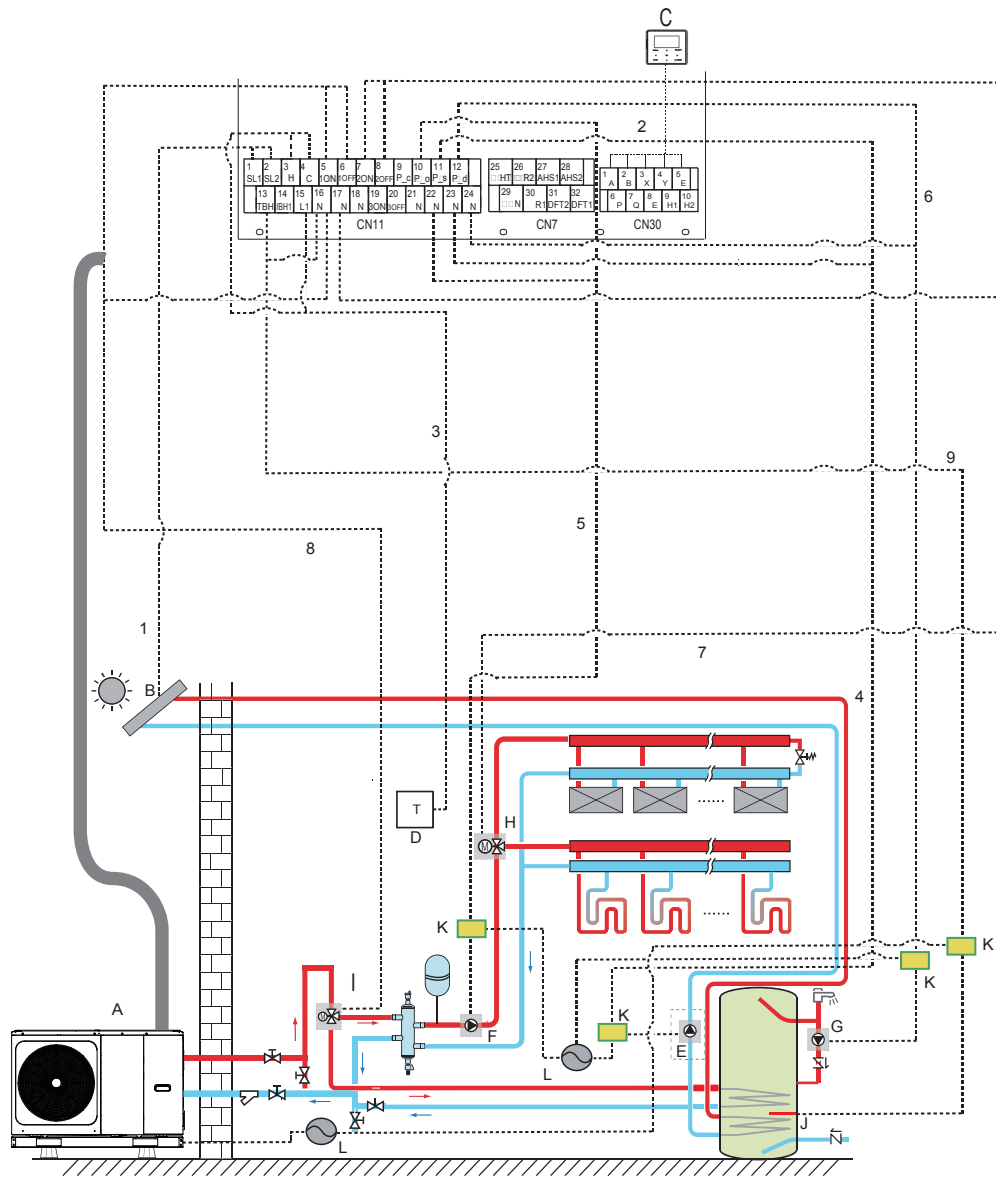 C
2
1 2 3 4 5 6 7 8 9 10 11 12
SL1 SL2 H C 1ON 1OFF 2ON 2OFF P_c P_o P_s P_d
13 14 15 16 17 18 19 20 21 22 23 24
TBH IBH1 L1 N N N 3ON 3OFF N N N N
CN11
25 26 27 28
□□HT □□R2 AHS1 AHS2
29 30 31 32
□□N R1 DFT2 DFT1
CN7
1 2 3 4 5
A B X Y E
6 7 8 9 10
P Q E H1 H2
CN30
6
3
9
5
8
1
7
B
4
T
D
H
M
K
K
K
A
I
M
F
K
E
G
L
J
L